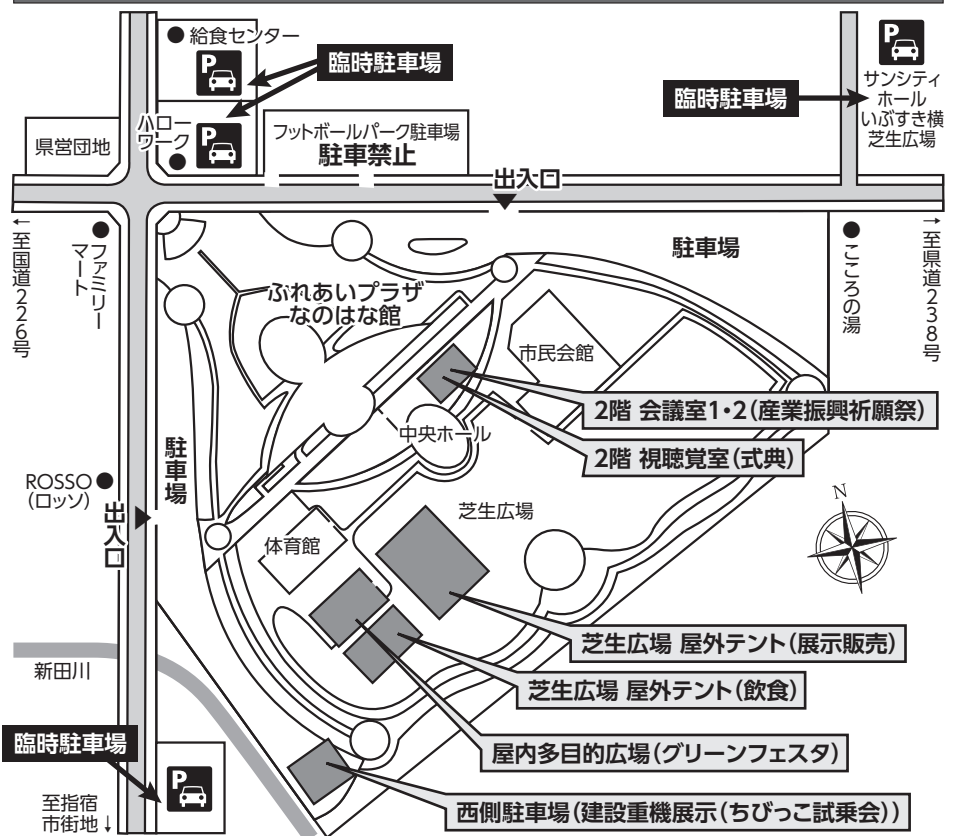 給食センター
P
臨時駐車場
P
サンシティ
ホール
いぶすき横
芝生広場
臨時駐車場
県営団地
ハロー
ワーク
P
フットボールパーク駐車場
駐車禁止
出入口
←至国道226号
ファミリー
マート
駐車場
こころの湯
→至県道238号
ふれあいプラザ
なのはな館
市民会館
2階 会議室1・2(産業振興祈願祭)
中央ホール
2階 視聴覚室(式典)
駐車場
ROSSO
(ロッソ)
出入口
芝生広場
N
体育館
芝生広場 屋外テント(展示販売)
新田川
芝生広場 屋外テント(飲食)
臨時駐車場
屋内多目的広場(グリーンフェスタ)
P
至指宿
市街地↓
西側駐車場(建設重機展示(ちびっこ試乗会))